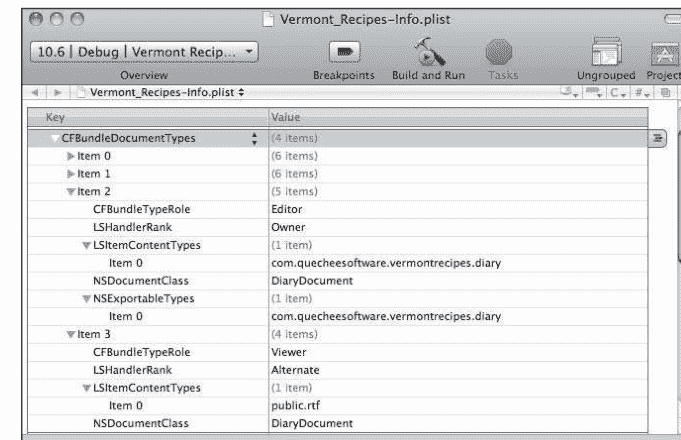 Vermont_Recipes-Info.plist
10.6 | Debug | Vermont Recip...
Overview Breakpoints Build and Run Tasks Ungrouped Project
Vermont_Recipes-Info.plist
Key Value
CFBundleDocumentTypes (4 items)
Item 0 (6 items)
Item 1 (6 items)
Item 2 (5 items)
CFBundleTypeRole Editor
LSHandlerRank Owner
LSItemContentTypes (1 item)
Item 0 com.quecheesoftware.vermontrecipes.diary
NSDocumentClass DiaryDocument
NSExportableTypes (1 item)
Item 0 com.quecheesoftware.vermontrecipes.diary
Item 3 (4 items)
CFBundleTypeRole Viewer
LSHandlerRank Alternate
LSItemContentTypes (1 item)
Item 0 public.rtf
NSDocumentClass DiaryDocument